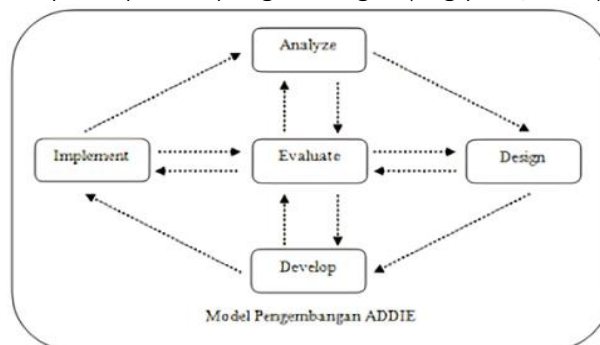 Analyze
Implement
Evaluate
Design
Develop
Model Pengembangan ADDIE